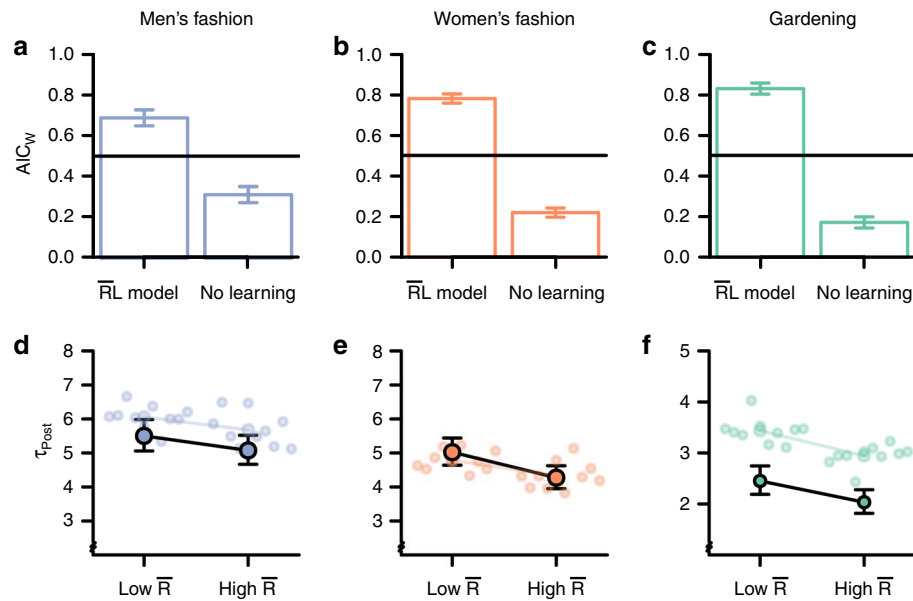 Men's fashion
Women's fashion
Gardening
a
b
c
AIC_W
1.0
0.8
0.6
0.4
0.2
0.0
R̅L model
No learning
1.0
0.8
0.6
0.4
0.2
0.0
R̅L model
No learning
1.0
0.8
0.6
0.4
0.2
0.0
R̅L model
No learning
d
e
f
τ_Post
8
7
6
5
4
3
Low R̅
High R̅
8
7
6
5
4
3
Low R̅
High R̅
5
4
3
2
Low R̅
High R̅